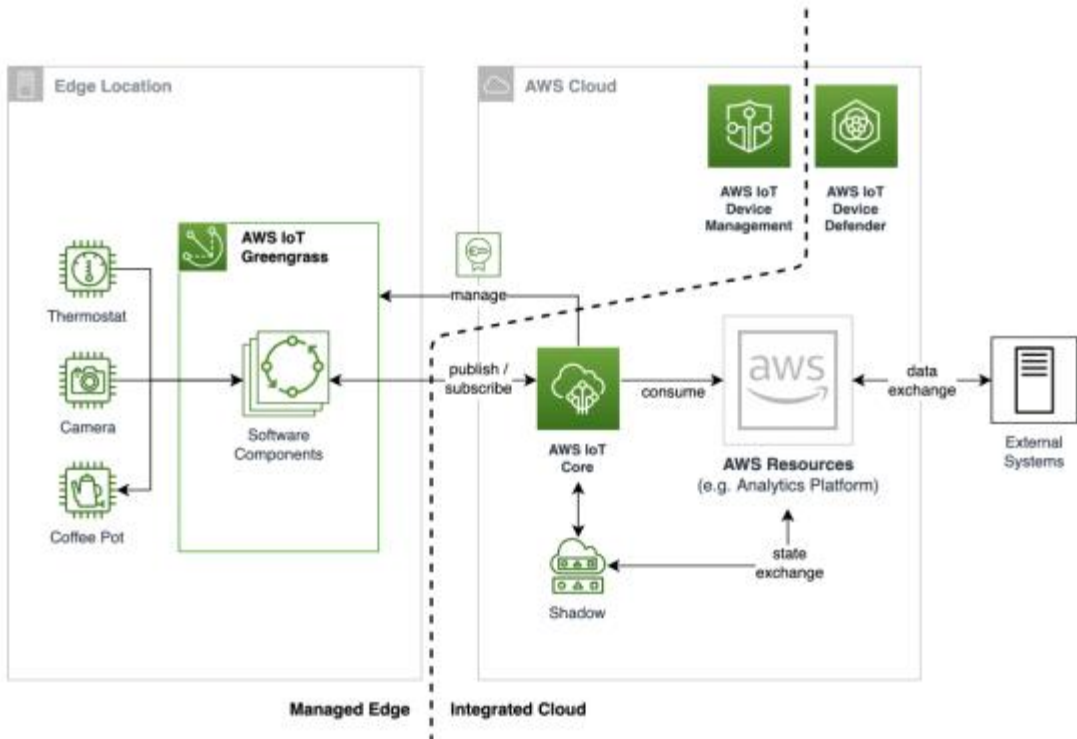 Edge Location
AWS Cloud
AWS IoT
Device
Management
AWS IoT
Device
Defender
AWS IoT
Greengrass
Thermostat
manage
Camera
Software
Components
publish /
subscribe
consume
aws
data
exchange
AWS IoT
Core
AWS Resources
(e.g. Analytics Platform)
External
Systems
Coffee Pot
state
exchange
Shadow
Managed Edge
Integrated Cloud